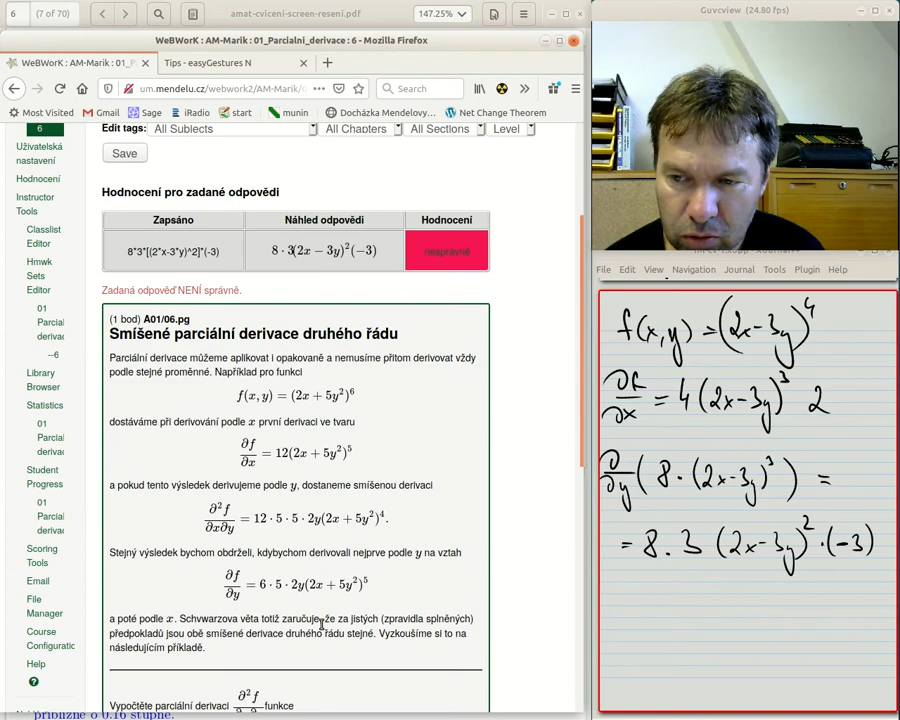 6 (7 of 70) amat-cviceni-screen-reseni.pdf 147.25%
Guvcview (24.80 fps)
WeBWorK : AM-Marik : 01_Parcialni_derivace : 6 - Mozilla Firefox
WeBWorK : AM-Marik : 01_P Tips - easyGestures N
um.mendelu.cz/webwork2/AM-Marik/ Search
Most Visited Gmail Sage iRadio start munin Docházka Mendelovy... Net Change Theorem
6
Uživatelská
nastavení
Hodnocení
Instructor
Tools
Classlist
Editor
Hmwk
Sets
Editor
01
Parcial
deriva
--6
Library
Browser
Statistics
01
Parcial
deriva
Student
Progress
01
Parcial
deriva
Scoring
Tools
Email
File
Manager
Course
Configuratic
Help
Edit tags: All Subjects All Chapters All Sections Level
Save
Hodnocení pro zadané odpovědi
Zapsáno Náhled odpovědi Hodnocení
8*3*[(2*x-3*y)^2]*(-3) 8 · 3(2x − 3y)²(−3) nesprávně
Zadaná odpověď NENÍ správně.
(1 bod) A01/06.pg
Smíšené parciální derivace druhého řádu
Parciální derivace můžeme aplikovat i opakovaně a nemusíme přitom derivovat vždy
podle stejné proměnné. Například pro funkci
f(x, y) = (2x + 5y²)⁶
dostáváme při derivování podle x první derivaci ve tvaru
∂f/∂x = 12(2x + 5y²)⁵
a pokud tento výsledek derivujeme podle y, dostaneme smíšenou derivaci
∂²f/∂x∂y = 12 · 5 · 5 · 2y(2x + 5y²)⁴.
Stejný výsledek bychom obdrželi, kdybychom derivovali nejprve podle y na vztah
∂f/∂y = 6 · 5 · 2y(2x + 5y²)⁵
a poté podle x. Schvwarzova věta totiž zaručuje že za jistých (zpravidla splněných)
předpokladů jsou obě smíšené derivace druhého řádu stejné. Vyzkoušíme si to na
následujícím příkladě.
Vypočtěte parciální derivaci ∂²f funkce
přibližně o 0.16 stupně.
File Edit View Navigation Journal Tools Plugin Help
f(x,y) = (2x-3y)⁴
∂f/∂x = 4(2x-3y)³ 2
∂/∂y (8·(2x-3y)³) =
= 8.3 (2x-3y)²·(-3)